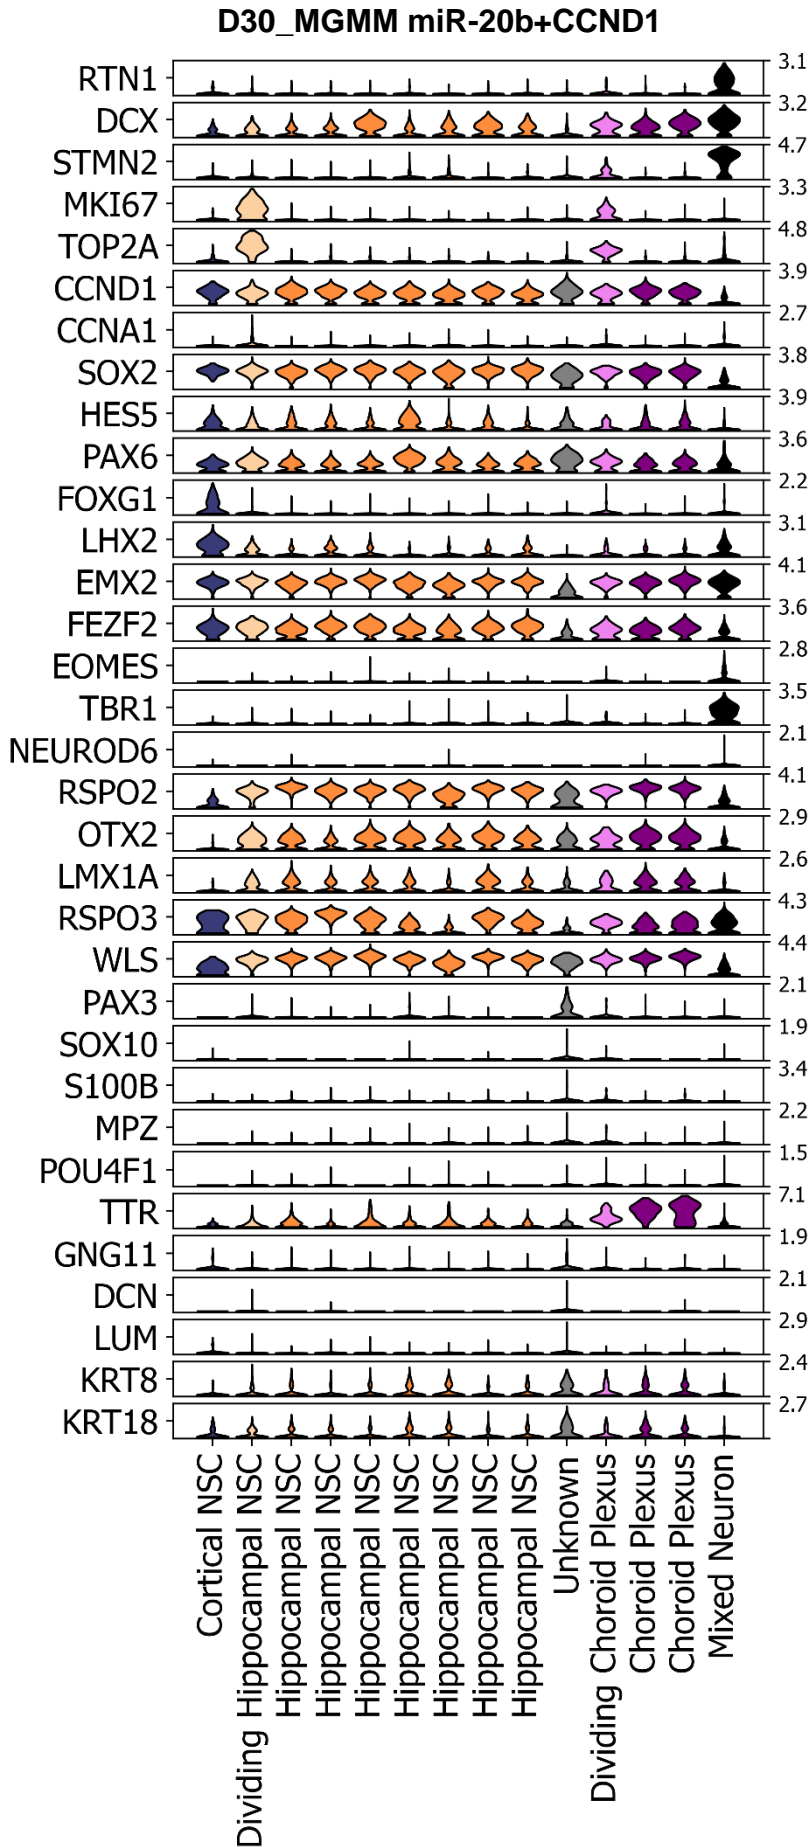 D30_MGMM miR-20b+CCND1
RTN1 3.1
DCX 3.2
STMN2 4.7
MKI67 3.3
TOP2A 4.8
CCND1 3.9
CCNA1 2.7
SOX2 3.8
HES5 3.9
PAX6 3.6
FOXG1 2.2
LHX2 3.1
EMX2 4.1
FEZF2 3.6
EOMES 2.8
TBR1 3.5
NEUROD6 2.1
RSPO2 4.1
OTX2 2.9
LMX1A 2.6
RSPO3 4.3
WLS 4.4
PAX3 2.1
SOX10 1.9
S100B 3.4
MPZ 2.2
POU4F1 1.5
TTR 7.1
GNG11 1.9
DCN 2.1
LUM 2.9
KRT8 2.4
KRT18 2.7
Cortical NSC
Dividing Hippocampal NSC
Hippocampal NSC
Hippocampal NSC
Hippocampal NSC
Hippocampal NSC
Hippocampal NSC
Hippocampal NSC
Hippocampal NSC
Unknown
Dividing Choroid Plexus
Choroid Plexus
Choroid Plexus
Mixed Neuron